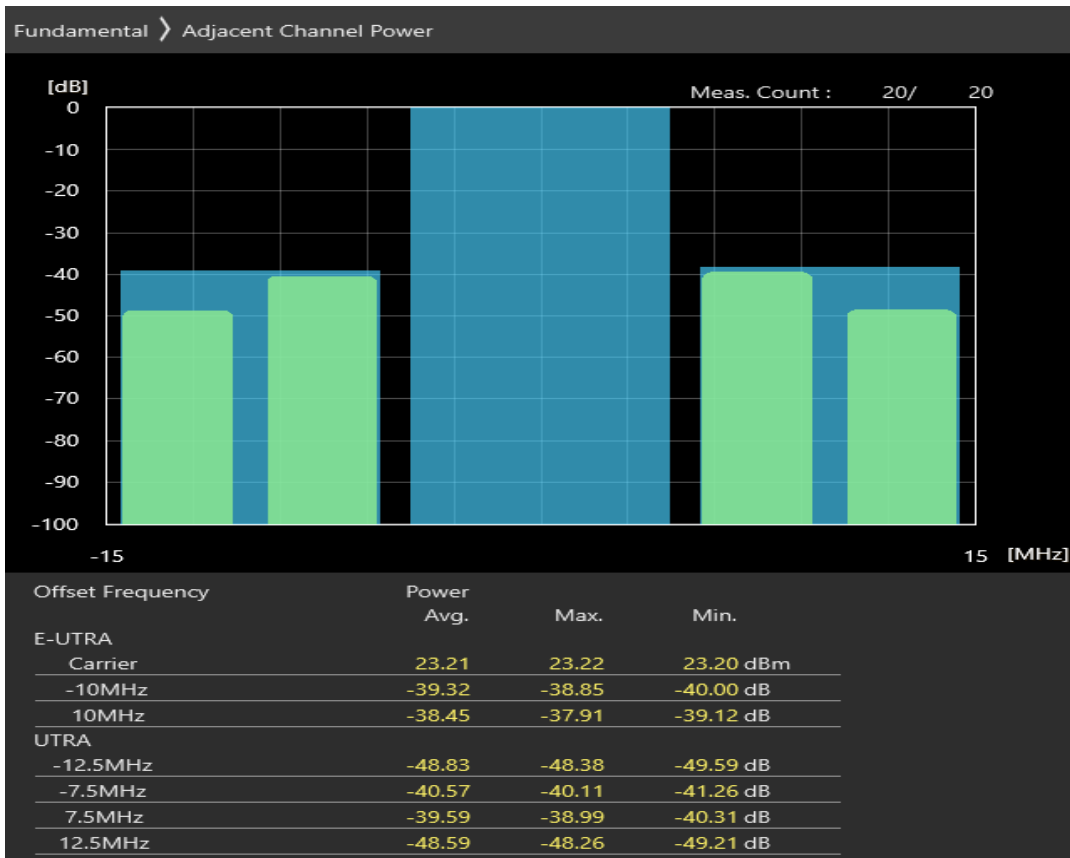 Fundamental 〉 Adjacent Channel Power
[dB]
Meas. Count : 20/ 20
0
-10
-20
-30
-40
-50
-60
-70
-80
-90
-100
-15 15 [MHz]
Offset Frequency Power
Avg. Max. Min.
E-UTRA
Carrier 23.21 23.22 23.20 dBm
-10MHz -39.32 -38.85 -40.00 dB
10MHz -38.45 -37.91 -39.12 dB
UTRA
-12.5MHz -48.83 -48.38 -49.59 dB
-7.5MHz -40.57 -40.11 -41.26 dB
7.5MHz -39.59 -38.99 -40.31 dB
12.5MHz -48.59 -48.26 -49.21 dB